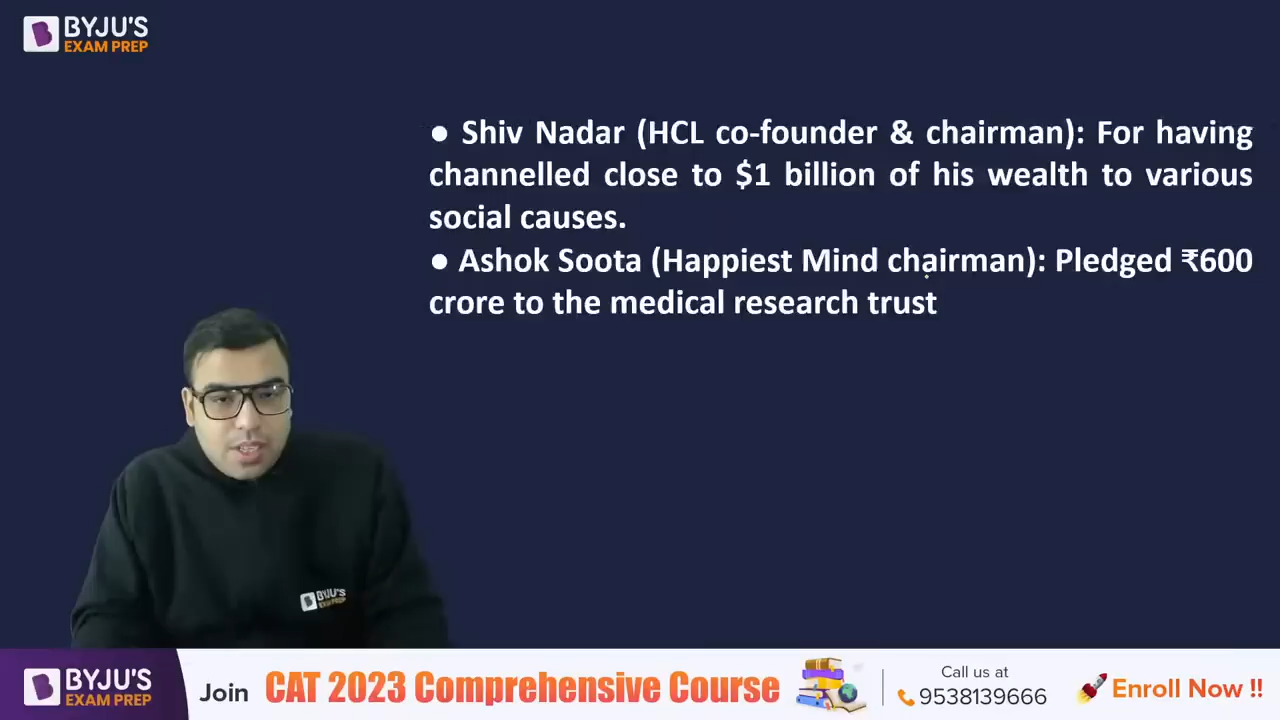 BYJU'S
EXAM PREP
● Shiv Nadar (HCL co-founder & chairman): For having
channelled close to $1 billion of his wealth to various
social causes.
● Ashok Soota (Happiest Mind chairman): Pledged ₹600
crore to the medical research trust
BYJU'S
EXAM PREP
BYJU'S
EXAM PREP
Join CAT 2023 Comprehensive Course
Call us at
9538139666
Enroll Now !!